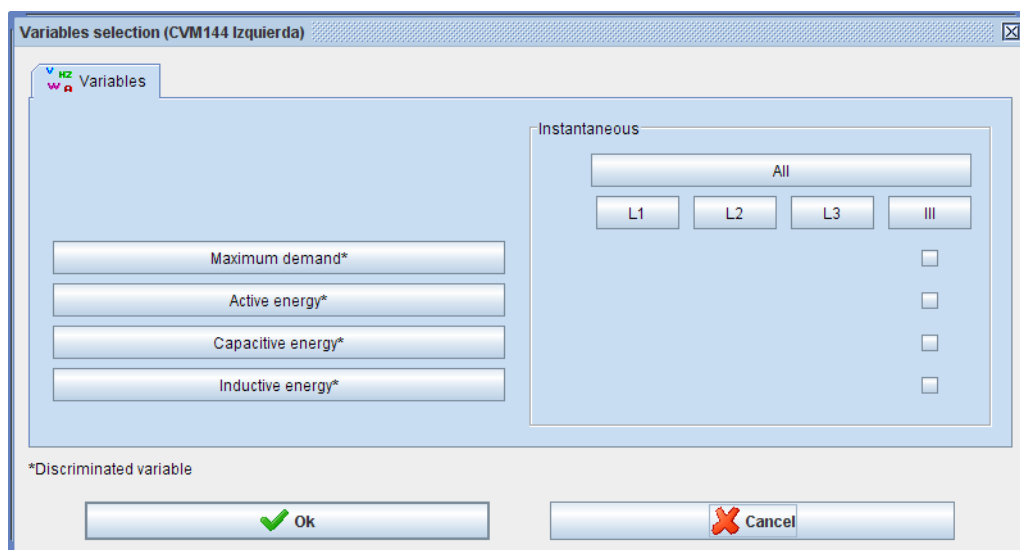 Variables selection (CVM144 Izquierda)
V HZ W A Variables
Instantaneous
All
L1 L2 L3 III
Maximum demand*
Active energy*
Capacitive energy*
Inductive energy*
*Discriminated variable
Ok Cancel